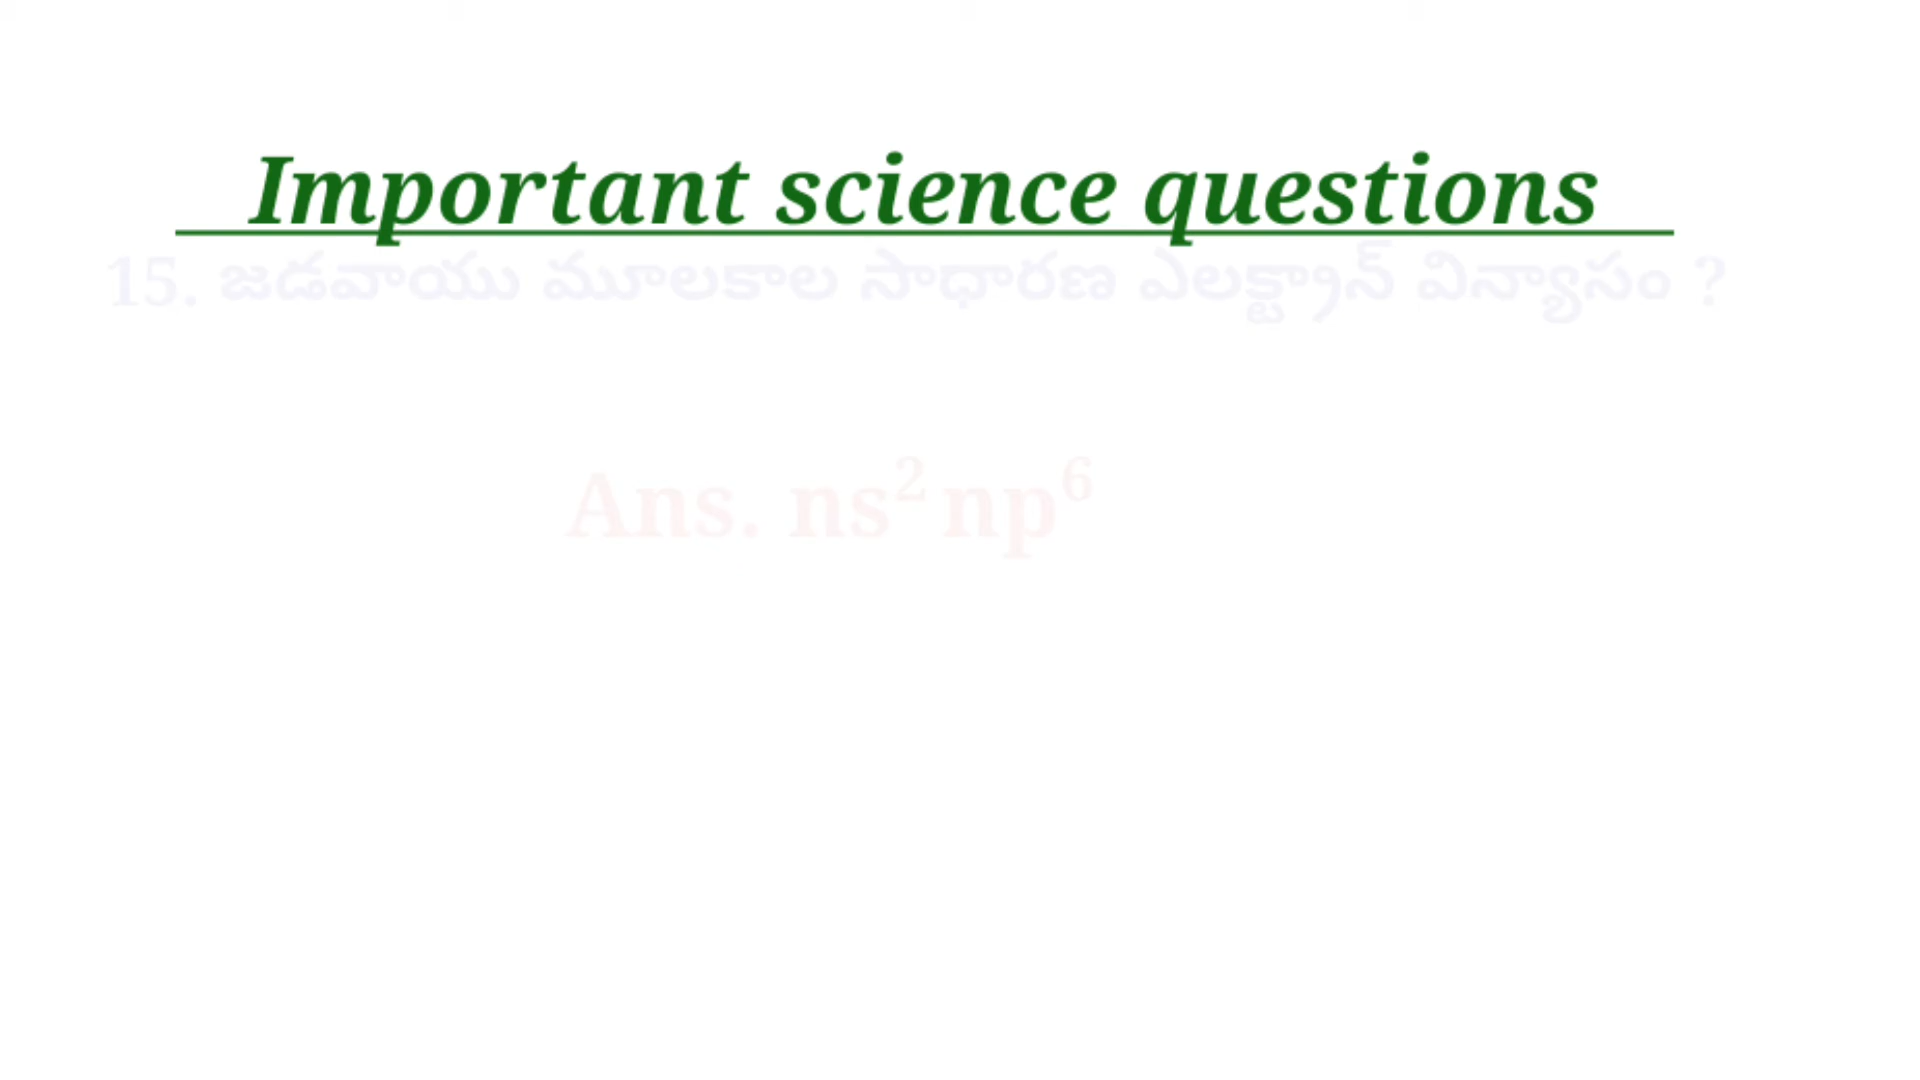 Important science questions
15. జడవాయు మూలకాల సాధారణ ఎలక్ట్రాన్ విన్యాసం ?
Ans. ns² np⁶